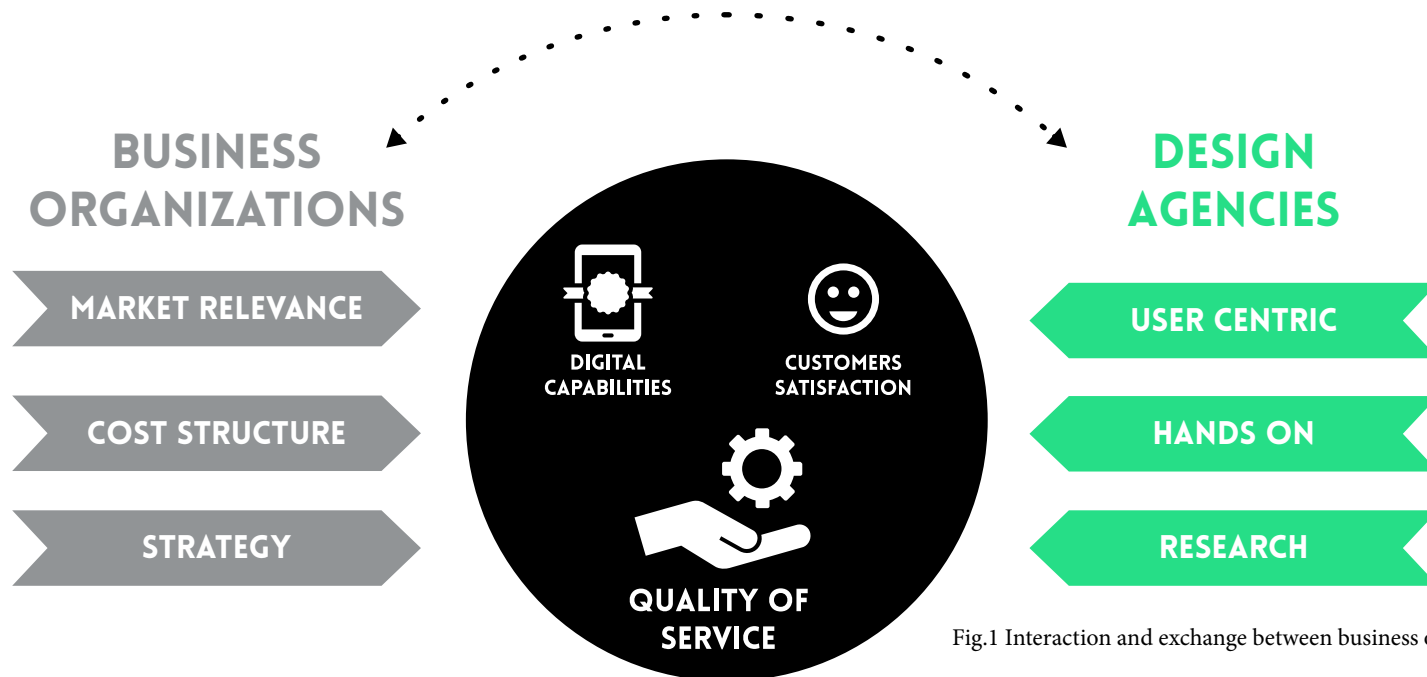 BUSINESS
ORGANIZATIONS
MARKET RELEVANCE
COST STRUCTURE
STRATEGY
DIGITAL
CAPABILITIES
CUSTOMERS
SATISFACTION
QUALITY OF
SERVICE
DESIGN
AGENCIES
USER CENTRIC
HANDS ON
RESEARCH
Fig.1 Interaction and exchange between business